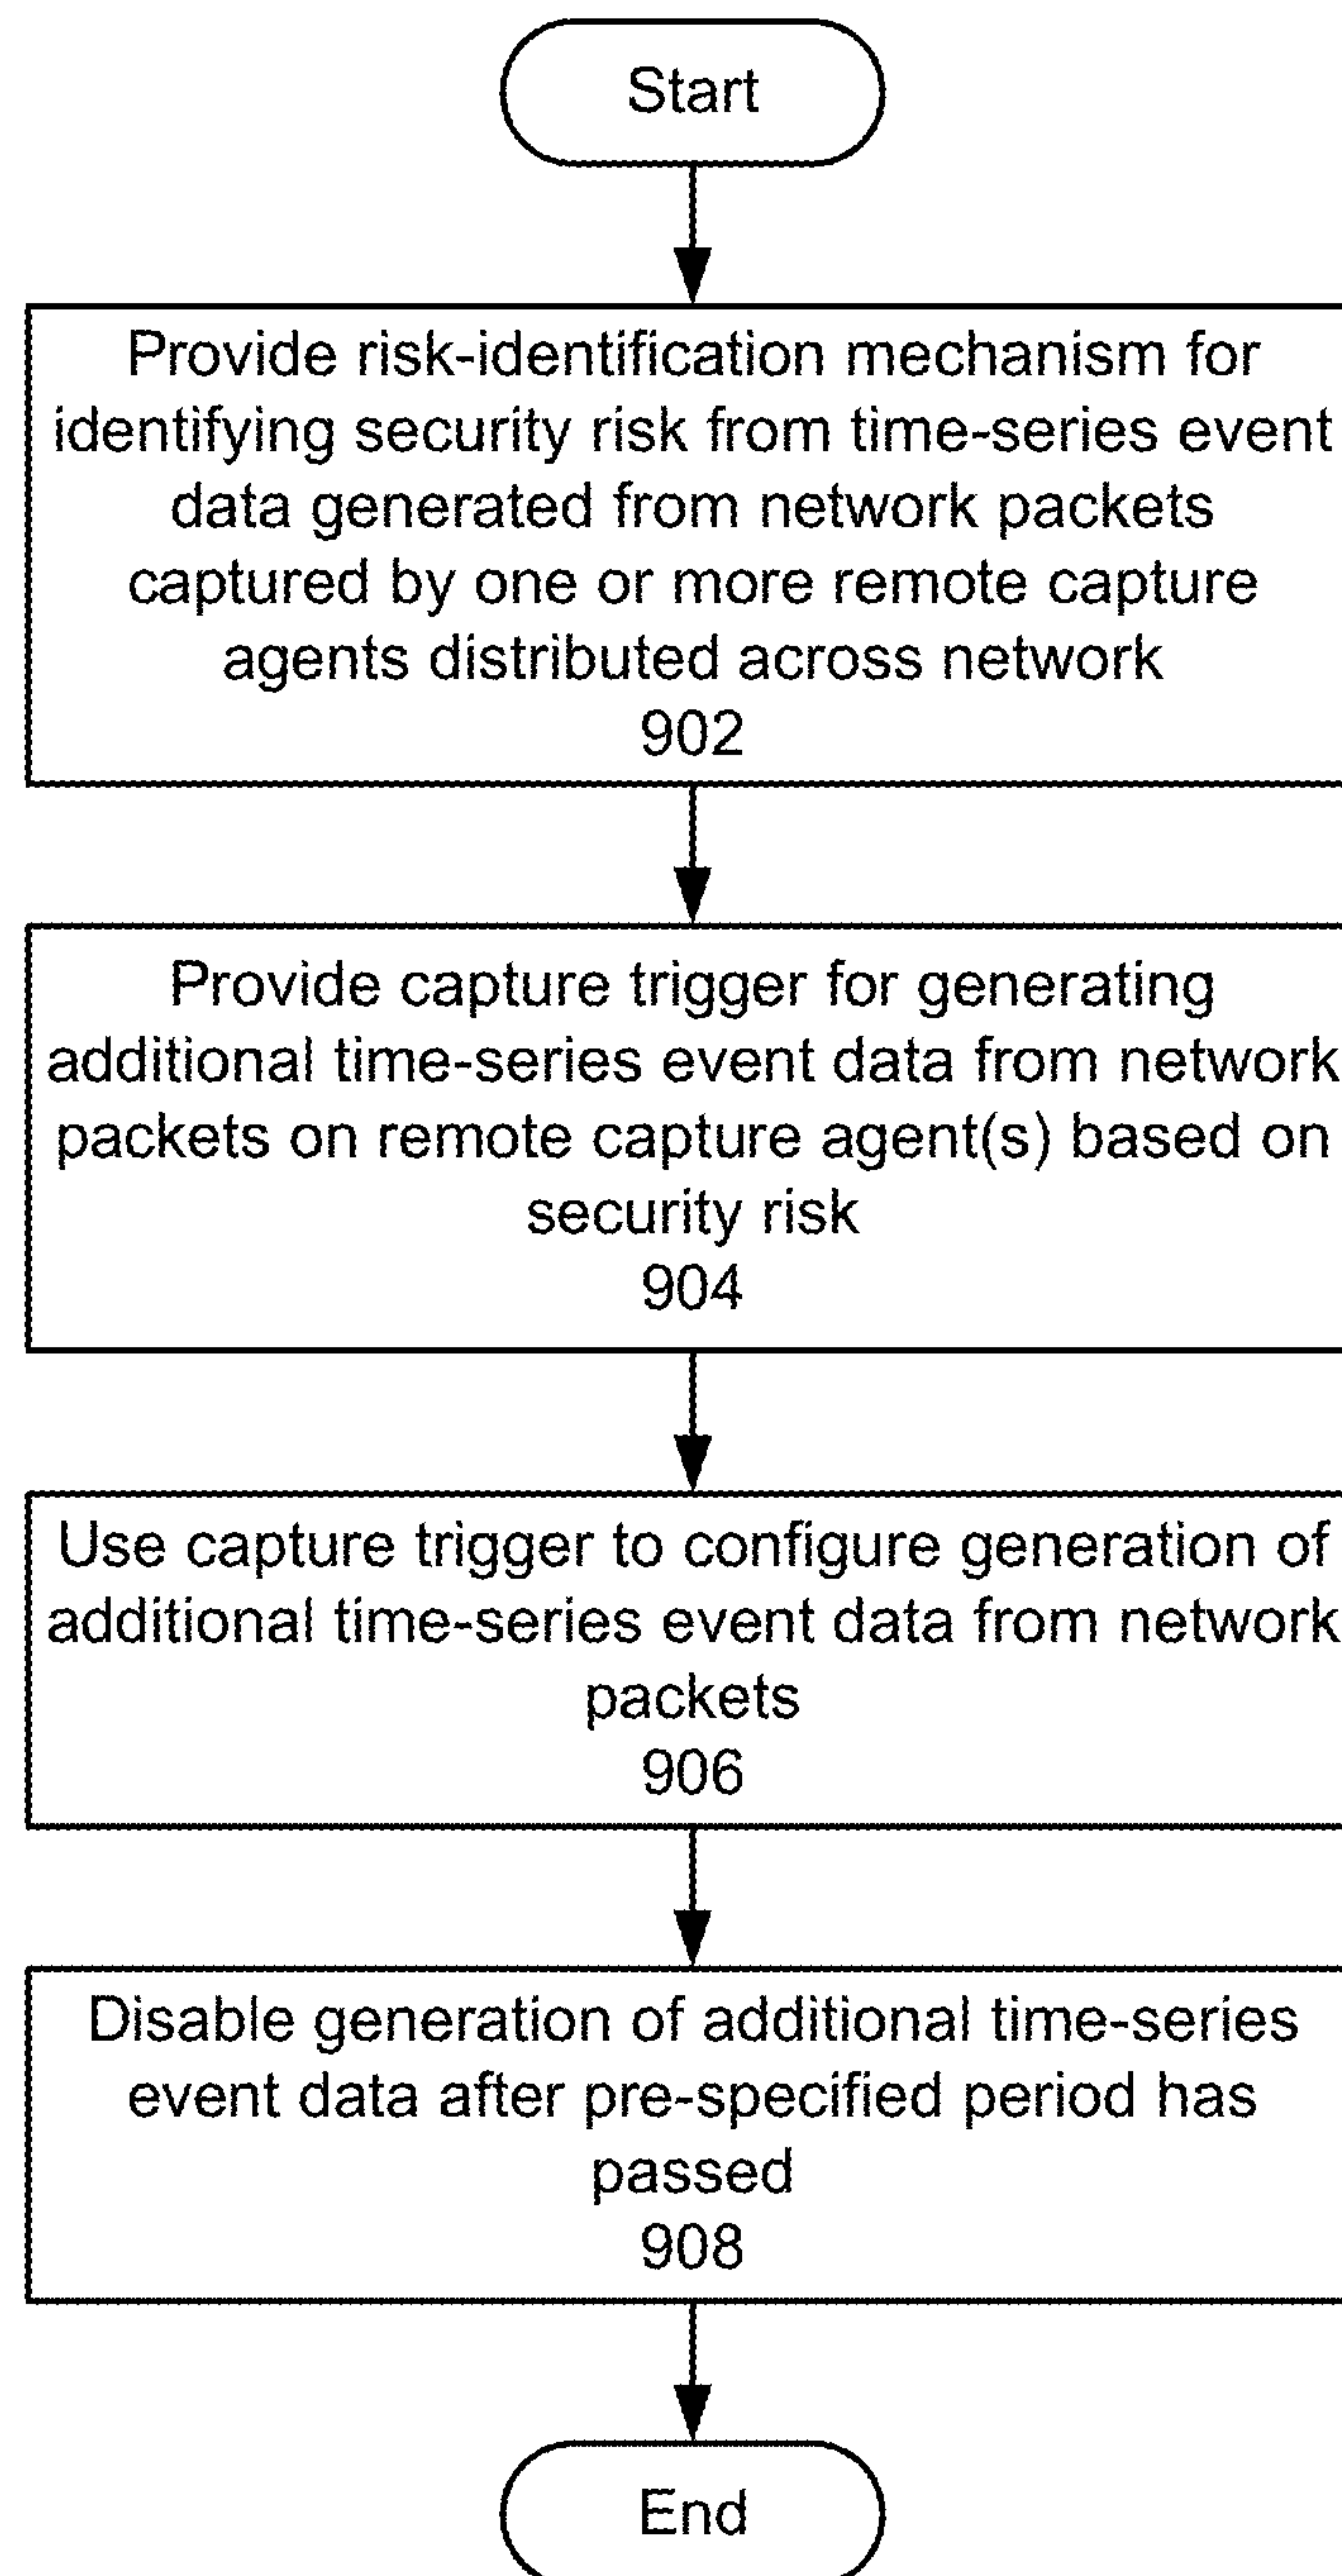 Start
Provide risk-identification mechanism for
identifying security risk from time-series event
data generated from network packets
captured by one or more remote capture
agents distributed across network
902
Provide capture trigger for generating
additional time-series event data from network
packets on remote capture agent(s) based on
security risk
904
Use capture trigger to configure generation of
additional time-series event data from network
packets
906
Disable generation of additional time-series
event data after pre-specified period has
passed
908
End